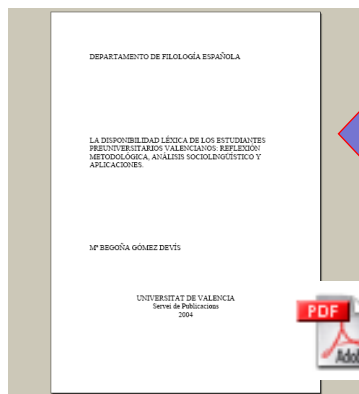 DEPARTAMENTO DE FILOLOGÍA ESPAÑOLA
LA DISPONIBILIDAD LÉXICA DE LOS ESTUDIANTES
PREUNIVERSITARIOS VALENCIANOS: REFLEXIÓN
METODOLÓGICA, ANÁLISIS SOCIOLINGÜÍSTICO Y
APLICACIONES.
Mª BEGOÑA GÓMEZ DEVÍS
UNIVERSITAT DE VALENCIA
Servei de Publicacions
2004
PDF
Adob